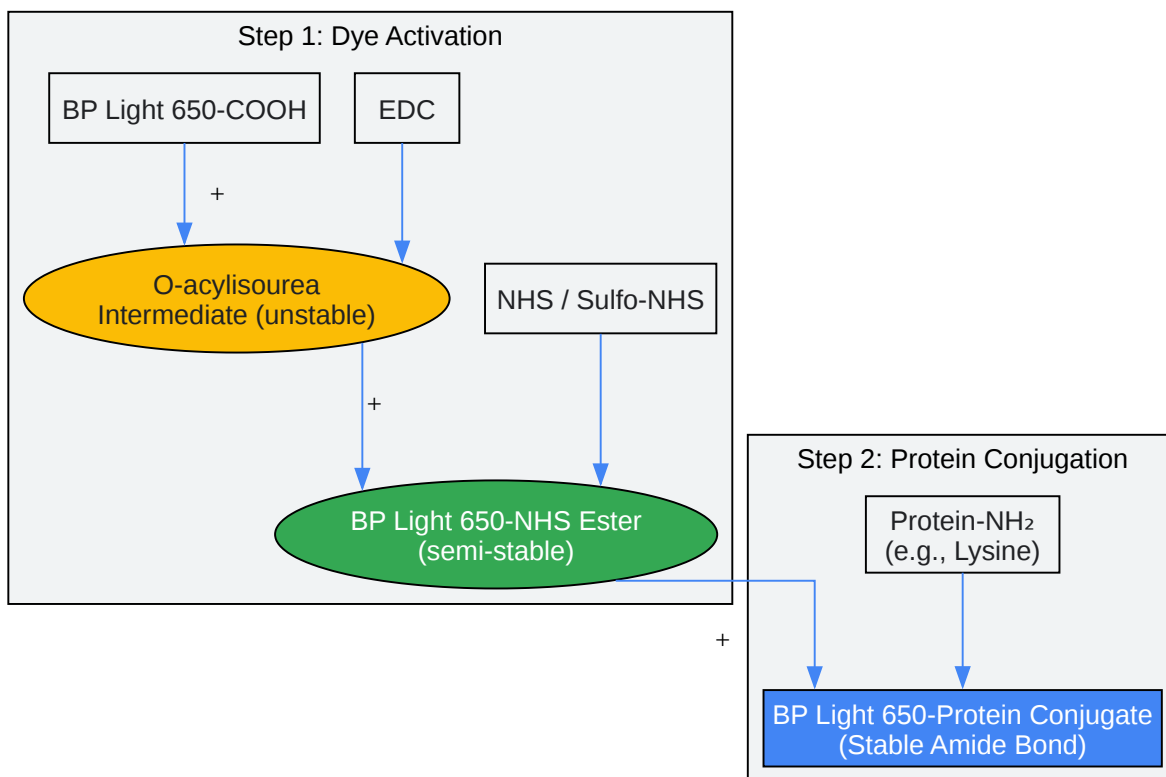 Step 1: Dye Activation
BP Light 650-COOH
EDC
+
O-acylisourea
Intermediate (unstable)
NHS / Sulfo-NHS
+
BP Light 650-NHS Ester
(semi-stable)
+
Step 2: Protein Conjugation
Protein-NH₂
(e.g., Lysine)
BP Light 650-Protein Conjugate
(Stable Amide Bond)